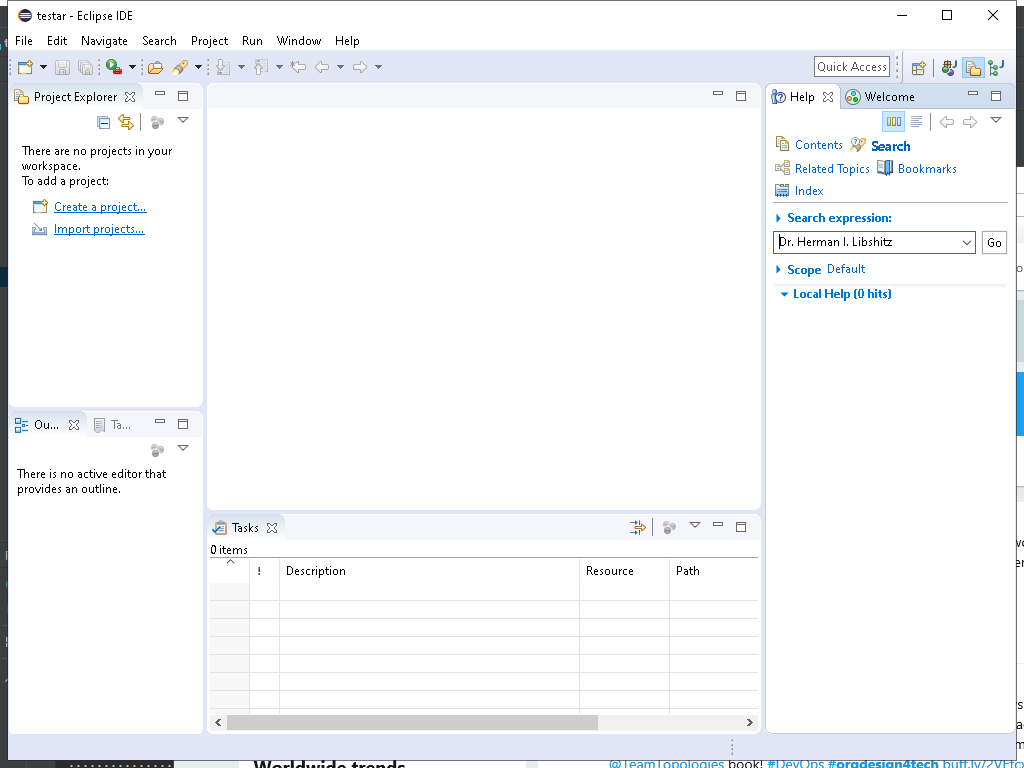 testar - Eclipse IDE
File Edit Navigate Search Project Run Window Help
Quick Access
Project Explorer
There are no projects in your
workspace.
To add a project:
Create a project...
Import projects...
Ou... Ta...
There is no active editor that
provides an outline.
Tasks
0 items
! Description Resource Path
Help Welcome
Contents Search
Related Topics Bookmarks
Index
Search expression:
Dr. Herman I. Libshitz Go
Scope Default
Local Help (0 hits)
Worldwide trends
@TeamTopologies book! #DevOps #orgdesign4tech